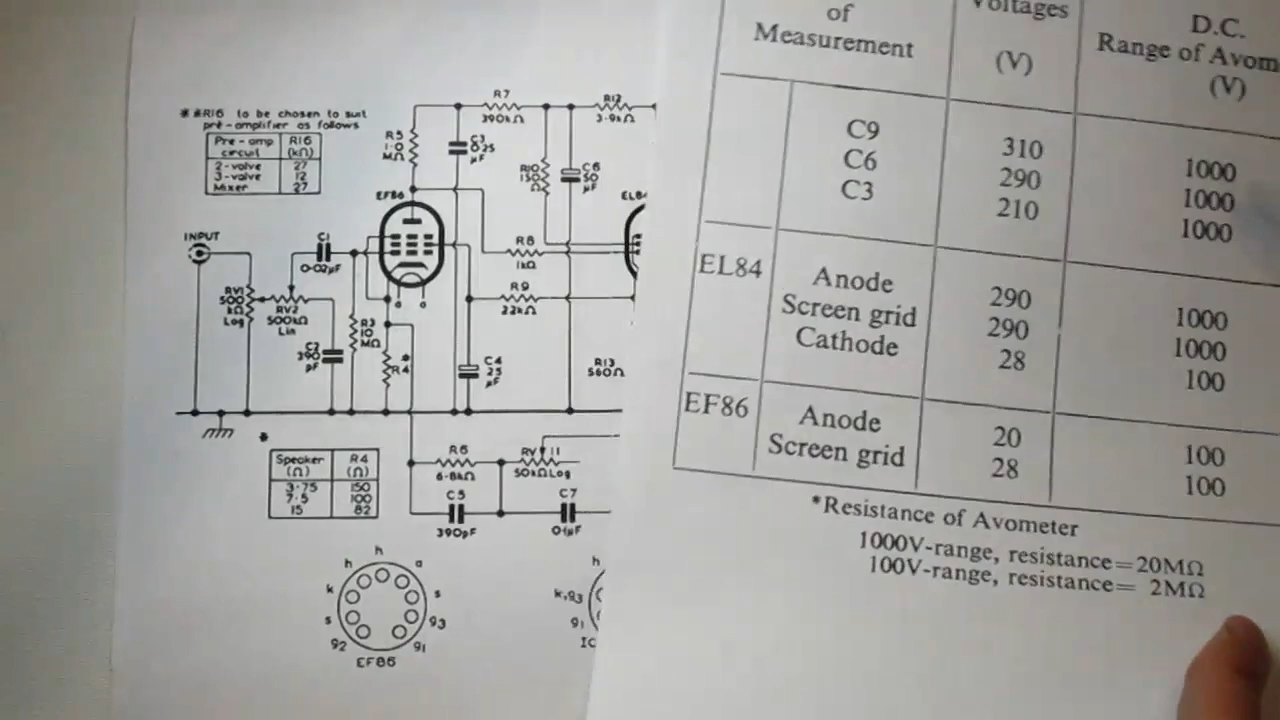 * *R16 to be chosen to suit
pre-amplifier as follows
Pre-amp R16
circuit (kΩ)
2-valve 27
3-valve 12
Mixer 27
INPUT
RV1
500
kΩ
Log
RV2
500kΩ
Lin
C1
0·02µF
C2
390
pF
R3
10
MΩ
R4
*
R5
1·0
MΩ
EF86
R7
390kΩ
C3
0·25
µF
R10
150
Ω
C6
50
µF
R12
3·9kΩ
EL84
R8
1kΩ
R9
22kΩ
C4
25
µF
R13
560Ω
*
Speaker R4
(Ω) (Ω)
3·75 150
7·5 100
15 82
R6
6·8kΩ
C5
390pF
RV11
50kΩLog
C7
h
h
a
k
s
s
g3
g2
g1
EF86
h
k,g3
g1
IC
of
Measurement
Voltages
(V)
D.C.
Range of Avom
(V)
C9 310 1000
C6 290 1000
C3 210 1000
EL84 Anode 290 1000
Screen grid 290 1000
Cathode 28 100
EF86 Anode 20 100
Screen grid 28 100
*Resistance of Avometer
1000V-range, resistance=20MΩ
100V-range, resistance= 2MΩ